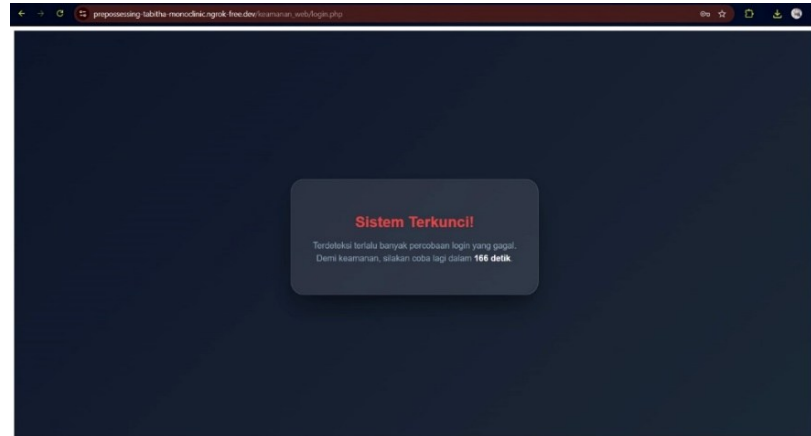 prepossessing-tabitha-monoclinic.ngrok-free.dev/keamanan_web/login.php
Sistem Terkunci!
Terdeteksi terlalu banyak percobaan login yang gagal.
Demi keamanan, silakan coba lagi dalam 166 detik.